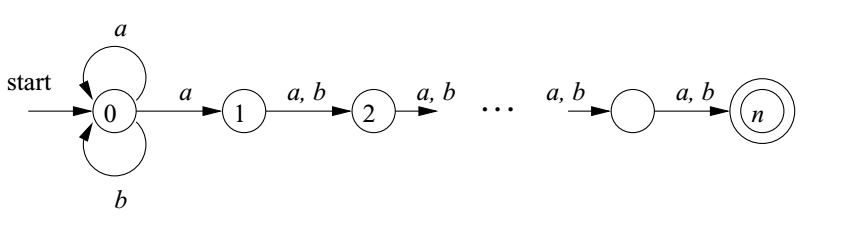 a
start
a a, b a, b ... a, b a, b
0 1 2 n
b